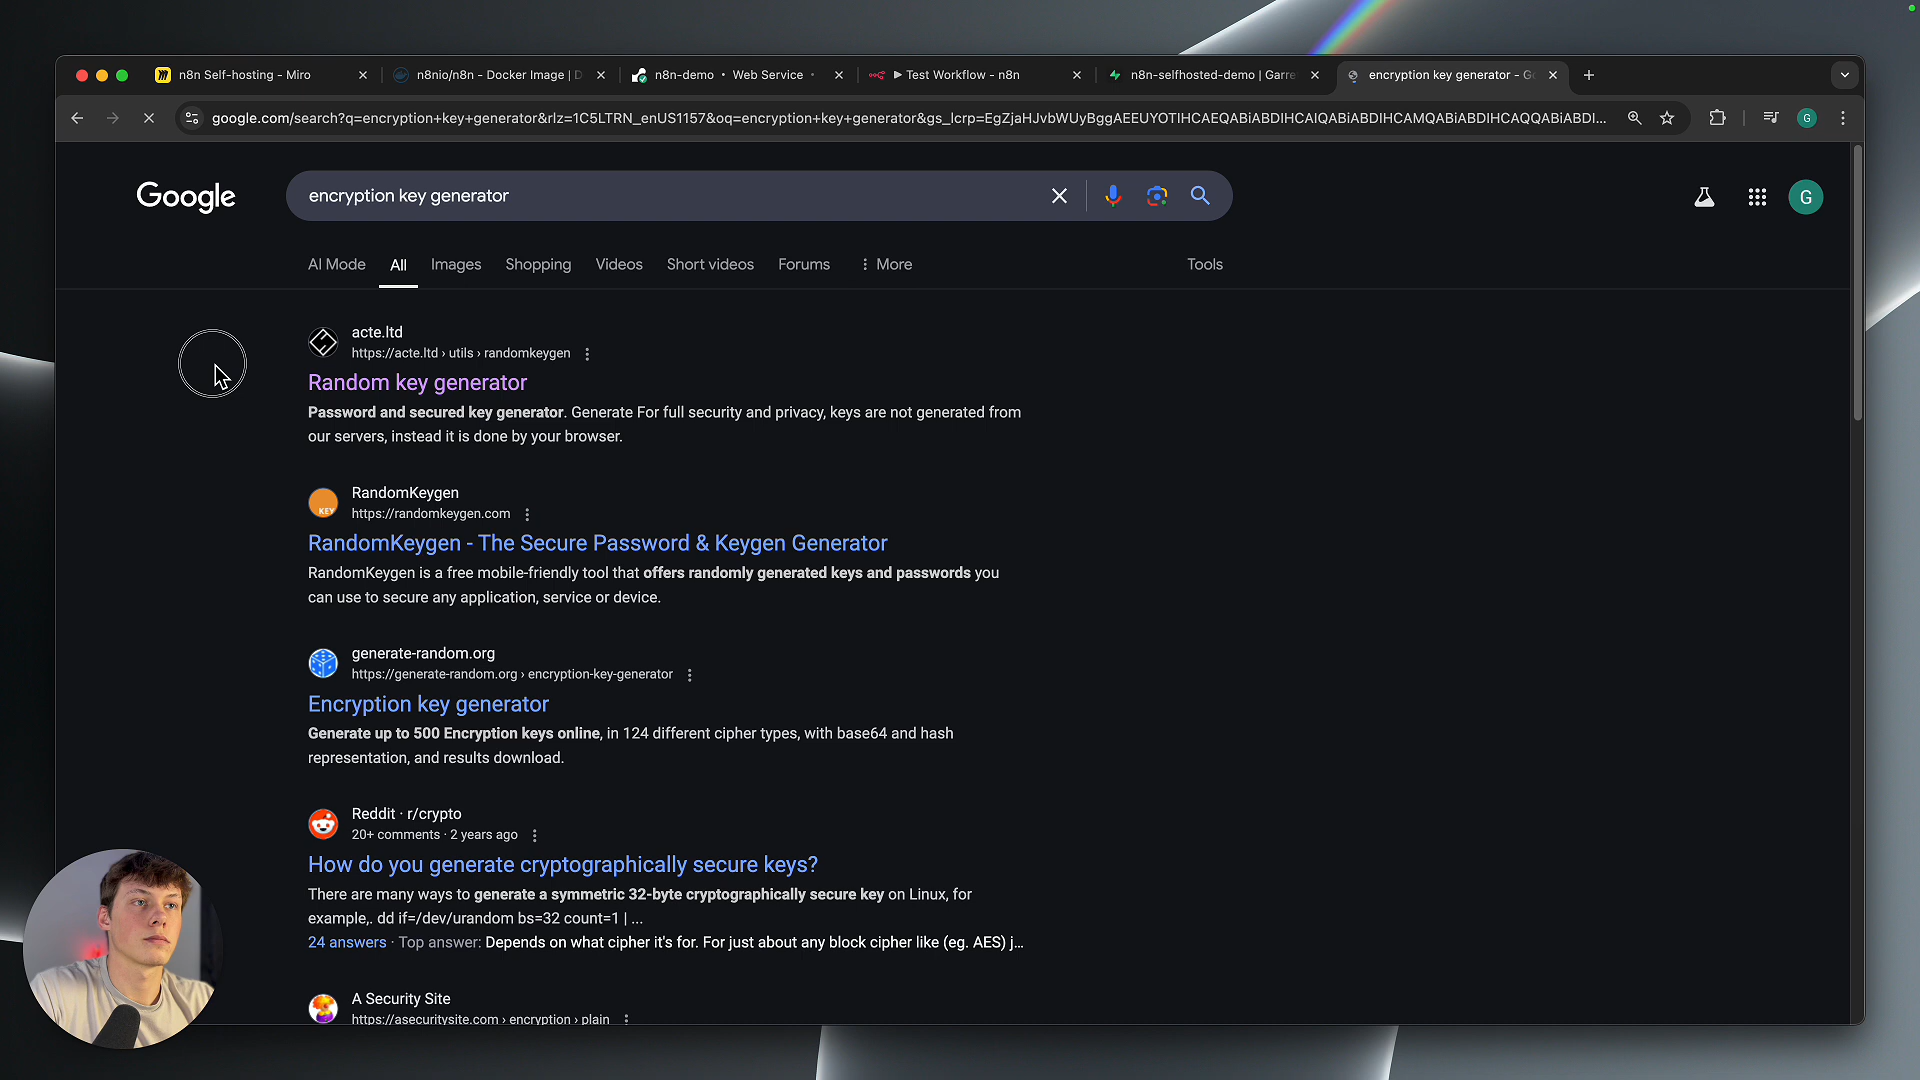 n8n Self-hosting - Miro
n8nio/n8n - Docker Image | D
n8n-demo • Web Service •
Test Workflow - n8n
n8n-selfhosted-demo | Garre
encryption key generator - Go
google.com/search?q=encryption+key+generator&rlz=1C5LTRN_enUS1157&oq=encryption+key+generator&gs_lcrp=EgZjaHJvbWUyBggAEEUYOTIHCAEQABiABDIHCAIQABiABDIHCAMQABiABDIHCAQQABiABDI...
G
Google
encryption key generator
G
AI Mode
All
Images
Shopping
Videos
Short videos
Forums
More
Tools
acte.ltd
https://acte.ltd › utils › randomkeygen
Random key generator
Password and secured key generator. Generate For full security and privacy, keys are not generated from
our servers, instead it is done by your browser.
KEY
RandomKeygen
https://randomkeygen.com
RandomKeygen - The Secure Password & Keygen Generator
RandomKeygen is a free mobile-friendly tool that offers randomly generated keys and passwords you
can use to secure any application, service or device.
generate-random.org
https://generate-random.org › encryption-key-generator
Encryption key generator
Generate up to 500 Encryption keys online, in 124 different cipher types, with base64 and hash
representation, and results download.
Reddit · r/crypto
20+ comments · 2 years ago
How do you generate cryptographically secure keys?
There are many ways to generate a symmetric 32-byte cryptographically secure key on Linux, for
example,. dd if=/dev/urandom bs=32 count=1 | ...
24 answers · Top answer: Depends on what cipher it's for. For just about any block cipher like (eg. AES) j...
A Security Site
https://asecuritysite.com › encryption › plain